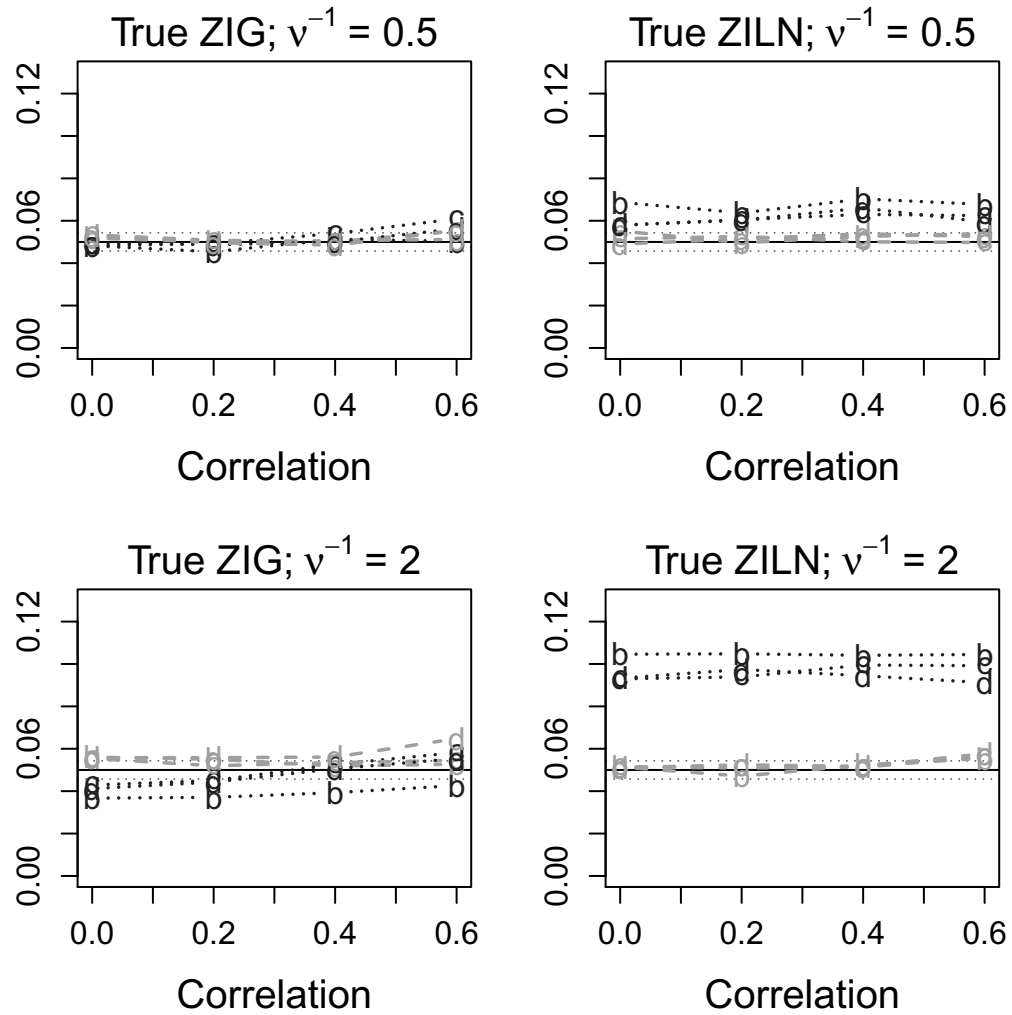 True ZIG; ν⁻¹ = 0.5
0.12
0.06
0.00
0.0 0.2 0.4 0.6
Correlation
True ZILN; ν⁻¹ = 0.5
0.12
0.06
0.00
0.0 0.2 0.4 0.6
Correlation
True ZIG; ν⁻¹ = 2
0.12
0.06
0.00
0.0 0.2 0.4 0.6
Correlation
True ZILN; ν⁻¹ = 2
0.12
0.06
0.00
0.0 0.2 0.4 0.6
Correlation